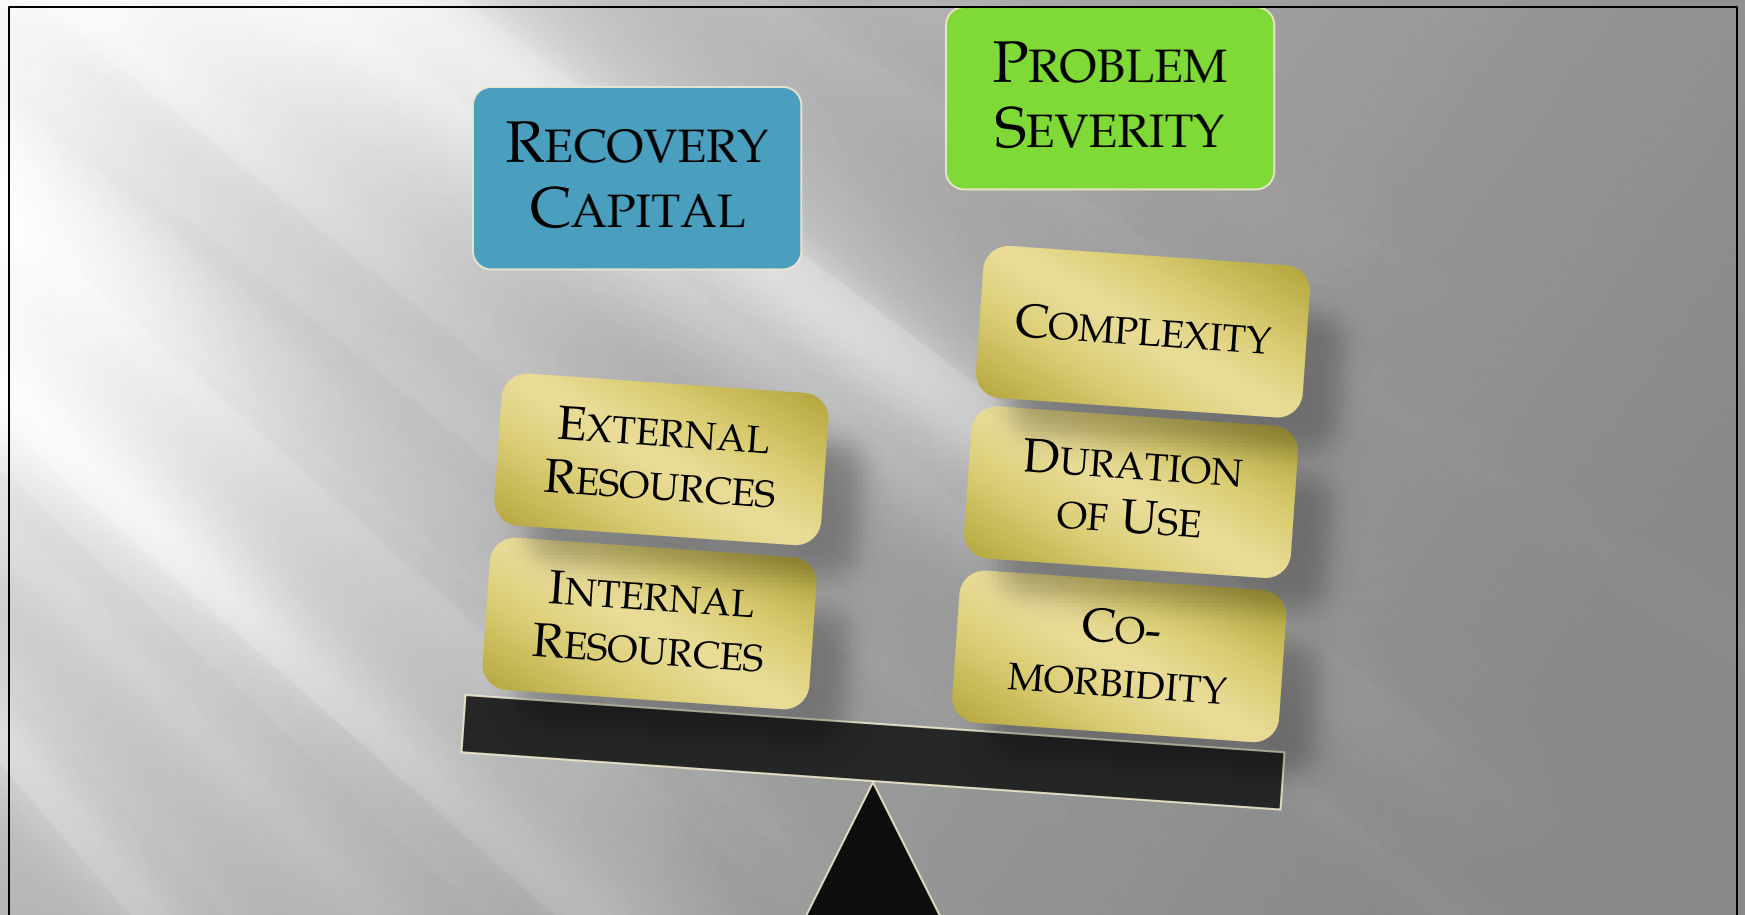 RECOVERY
CAPITAL
PROBLEM
SEVERITY
EXTERNAL
RESOURCES
INTERNAL
RESOURCES
COMPLEXITY
DURATION
OF USE
CO-
MORBIDITY